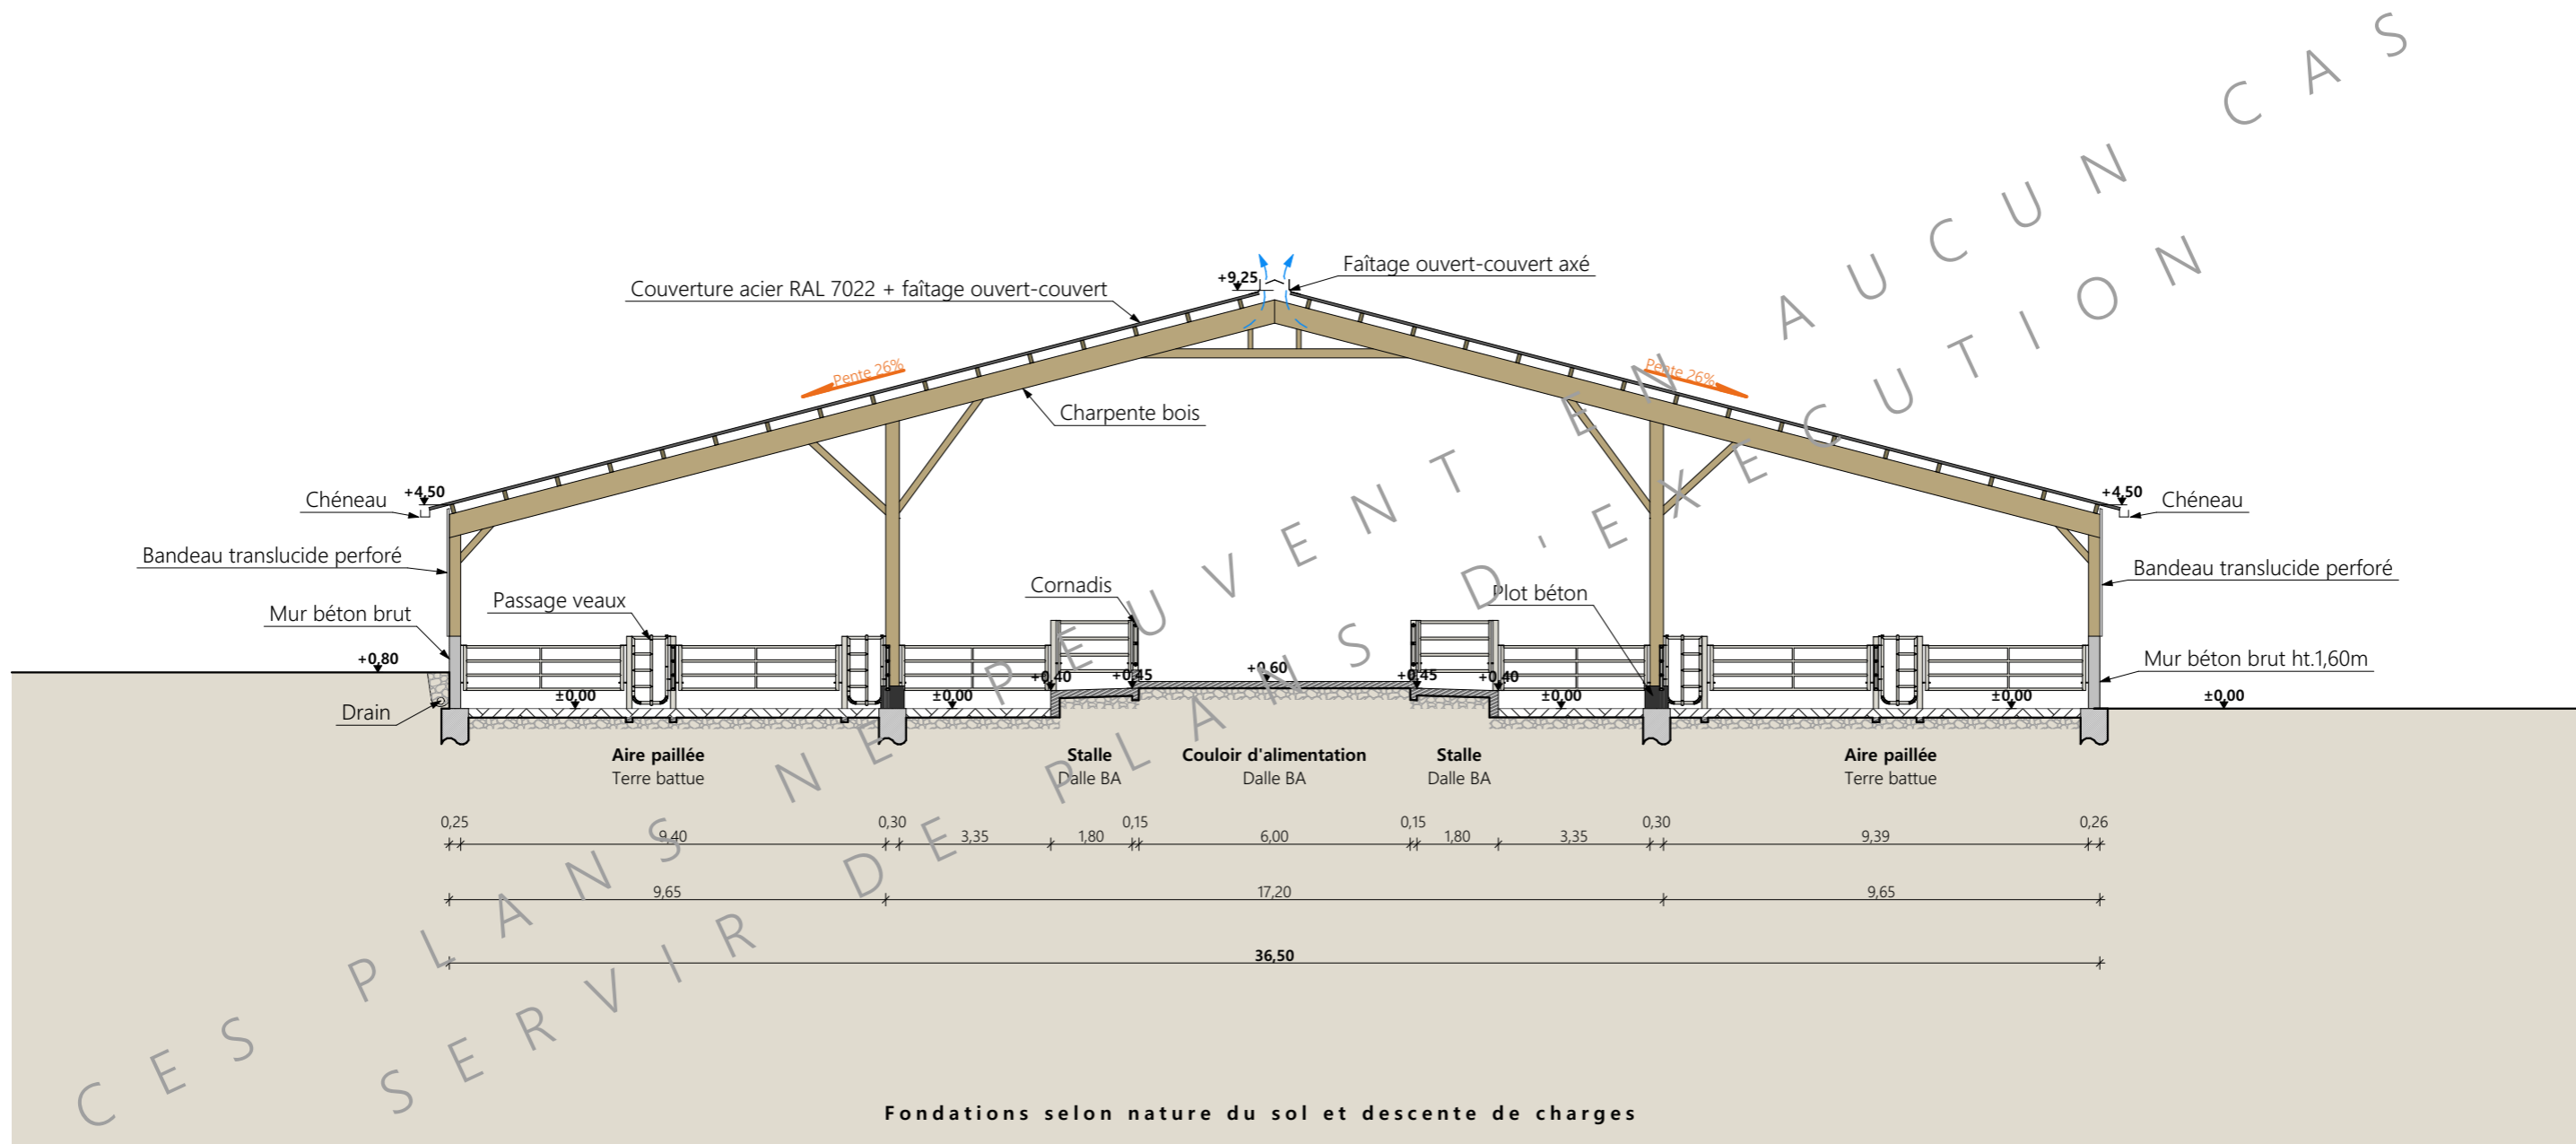 +9,25
Faîtage ouvert-couvert axé
Couverture acier RAL 7022 + faîtage ouvert-couvert
Pente 26%
Pente 26%
Charpente bois
Chéneau
+4,50
+4,50
Chéneau
Bandeau translucide perforé
Bandeau translucide perforé
Cornadis
Plot béton
Passage veaux
Mur béton brut
+0,80
Mur béton brut ht.1,60m
+0,40
+0,45
+0,60
+0,45
+0,40
Drain
±0,00
±0,00
±0,00
±0,00
±0,00
Aire paillée
Terre battue
Stalle
Dalle BA
Couloir d'alimentation
Dalle BA
Stalle
Dalle BA
Aire paillée
Terre battue
0,25
9,40
0,30
3,35
1,80
0,15
6,00
0,15
1,80
3,35
0,30
9,39
0,26
9,65
17,20
9,65
36,50
Fondations selon nature du sol et descente de charges
CES PLANS NE PEUVENT EN AUCUN CAS
SERVIR DE PLANS D'EXECUTION